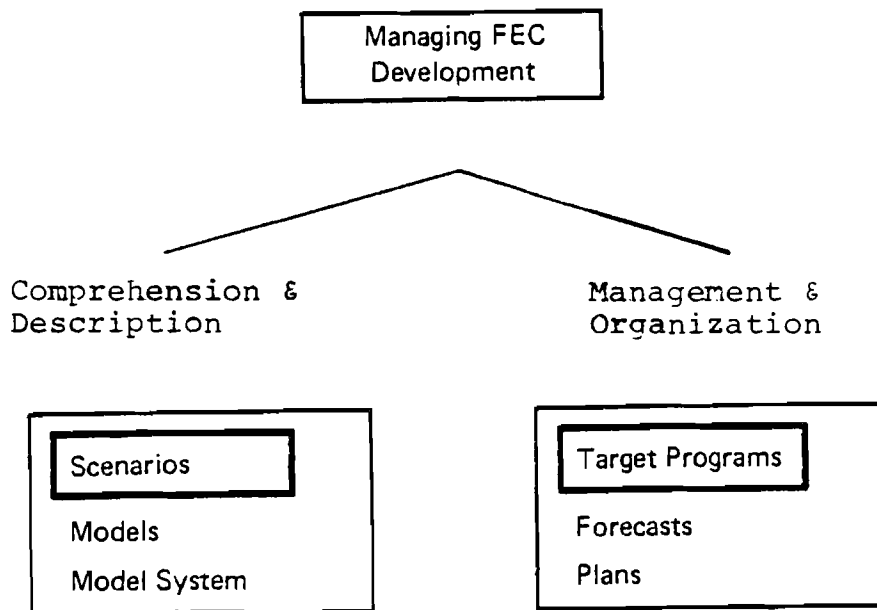 Managing FEC
Development
Comprehension &
Description
Management &
Organization
Scenarios
Models
Model System
Target Programs
Forecasts
Plans